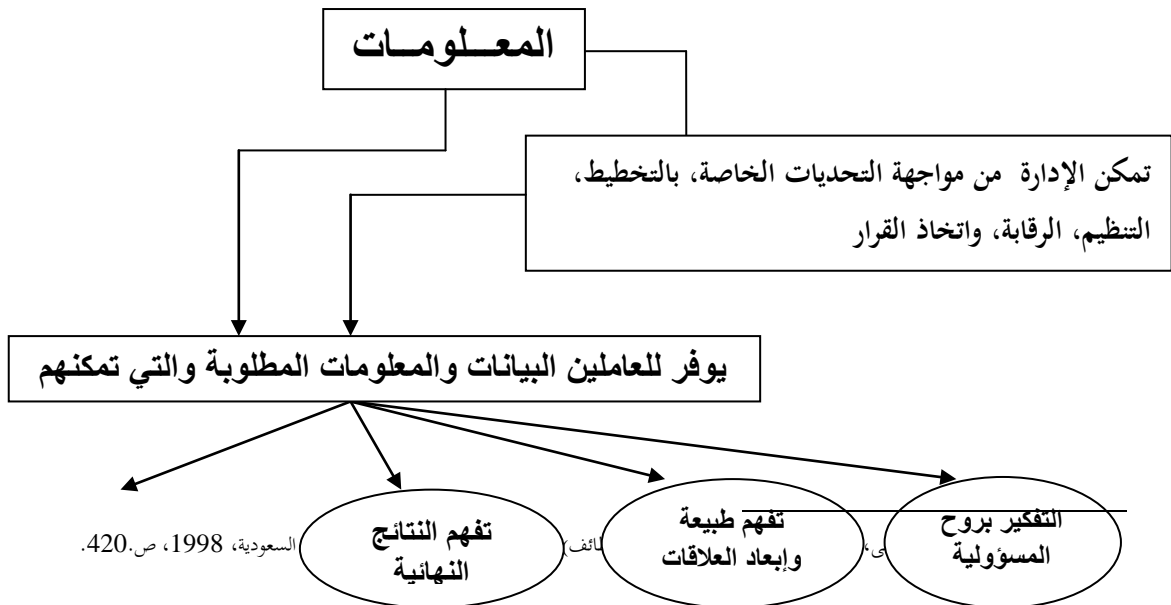 المعــلومــات
تمكن الإدارة من مواجهة التحديات الخاصة، بالتخطيط،
التنظيم، الرقابة، واتخاذ القرار
يوفر للعاملين البيانات والمعلومات المطلوبة والتي تمكنهم
التفكير بروح
المسؤولية
تفهم طبيعة
وإبعاد العلاقات
تفهم النتائج
النهائية
السعودية، 1998، ص.420.